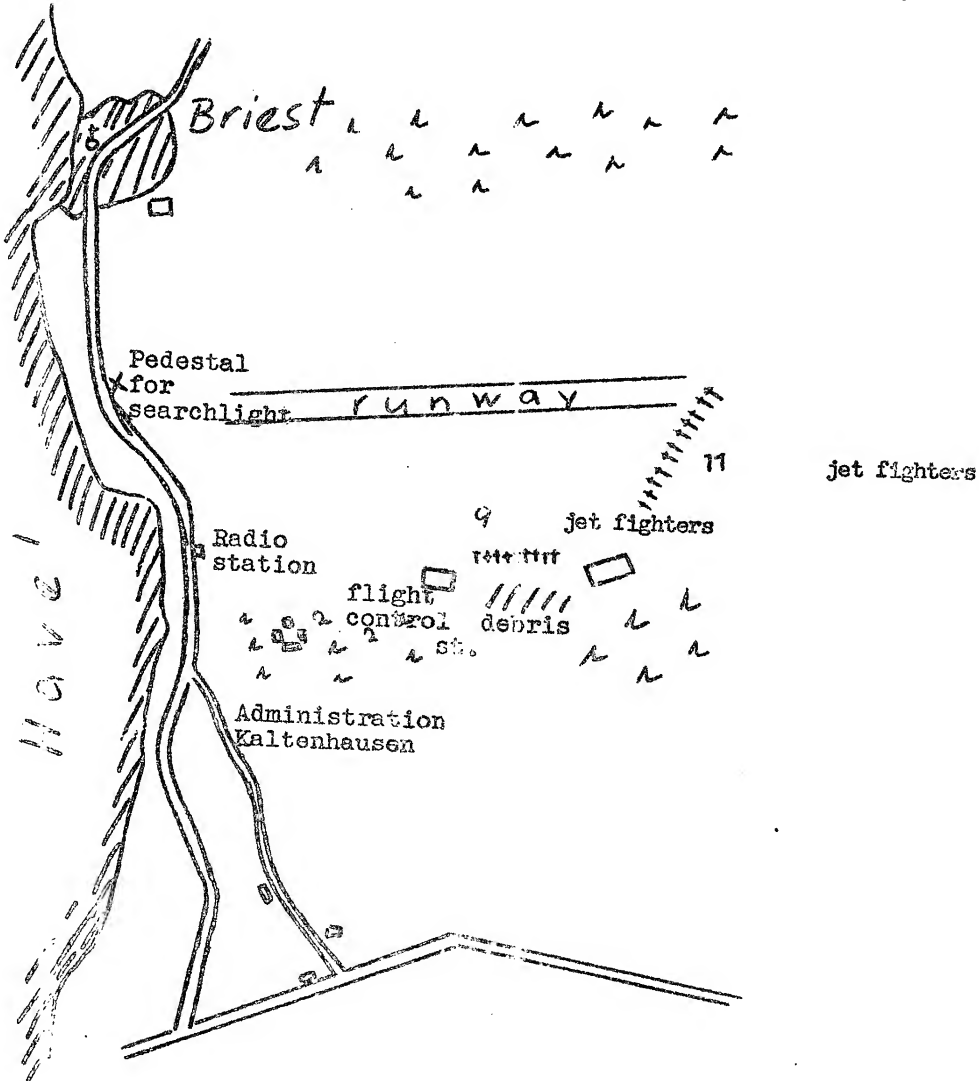 Briest
Pedestal
for
searchlight
runway
11
jet fighters
9
jet fighters
Radio
station
flight
control
st.
debris
Administration
Kaltenhausen
Havel